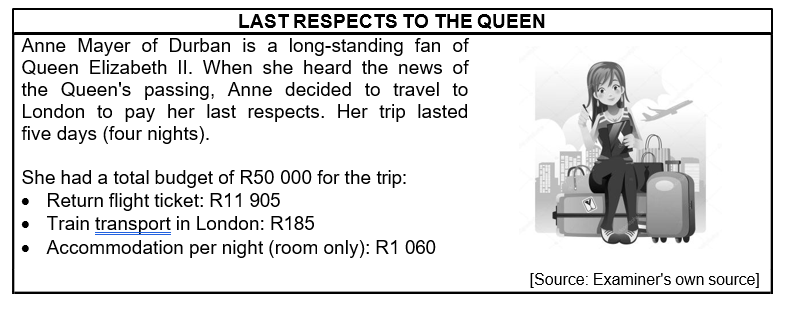 LAST RESPECTS TO THE QUEEN
Anne Mayer of Durban is a long-standing fan of
Queen Elizabeth II. When she heard the news of
the Queen's passing, Anne decided to travel to
London to pay her last respects. Her trip lasted
five days (four nights).
She had a total budget of R50 000 for the trip:
• Return flight ticket: R11 905
• Train transport in London: R185
• Accommodation per night (room only): R1 060
[Source: Examiner's own source]